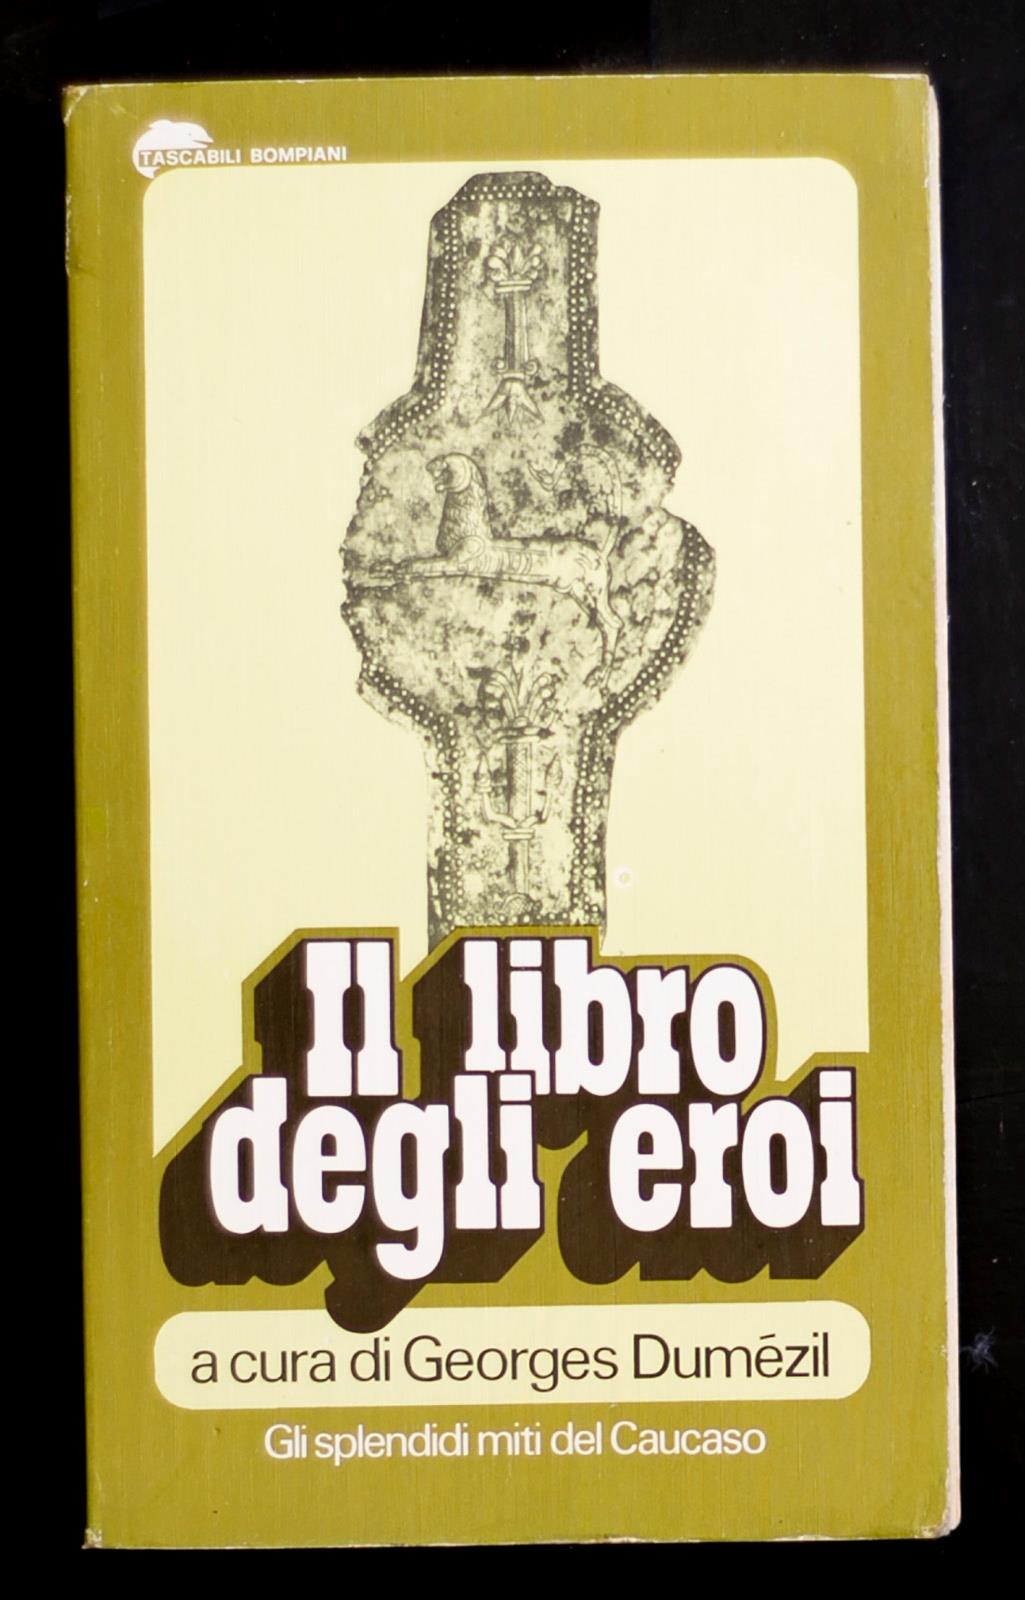 TASCABILI BOMPIANI
Il libro
degli eroi
a cura di Georges Dumézil
Gli splendidi miti del Caucaso